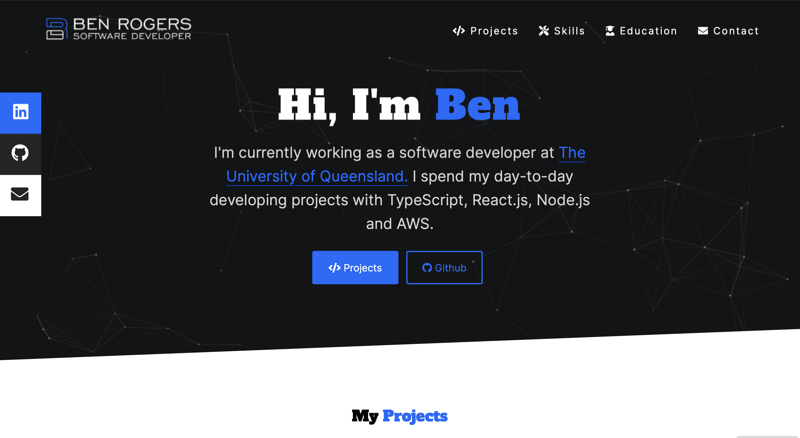 BEN ROGERS
SOFTWARE DEVELOPER
Projects
Skills
Education
Contact
Hi, I'm Ben
I'm currently working as a software developer at The
University of Queensland. I spend my day-to-day
developing projects with TypeScript, React.js, Node.js
and AWS.
Projects
Github
My Projects